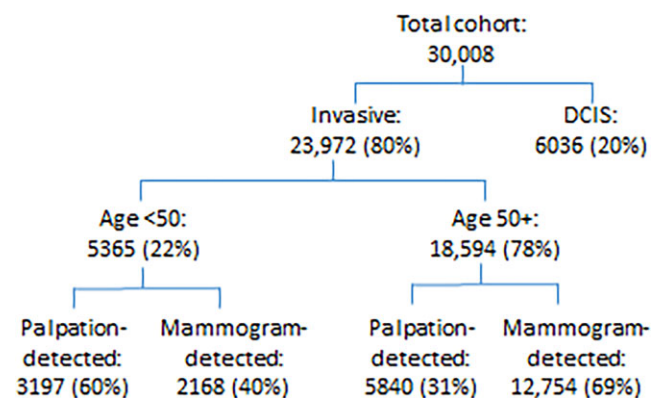 Total cohort:
30,008
Invasive:
23,972 (80%)
DCIS:
6036 (20%)
Age <50:
5365 (22%)
Age 50+:
18,594 (78%)
Palpation-
detected:
3197 (60%)
Mammogram-
detected:
2168 (40%)
Palpation-
detected:
5840 (31%)
Mammogram-
detected:
12,754 (69%)